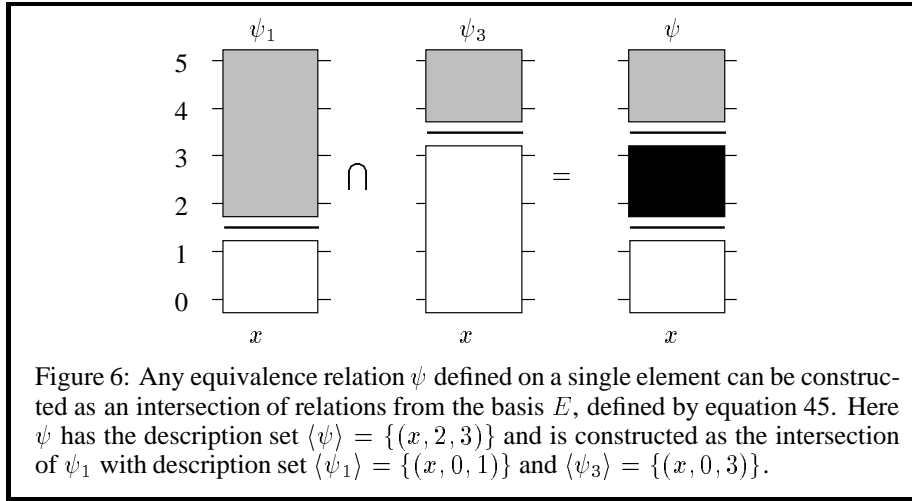 ψ₁ ψ₃ ψ
5
4
3 ∩ =
2
1
0
x x x
Figure 6: Any equivalence relation ψ defined on a single element can be construc-
ted as an intersection of relations from the basis E, defined by equation 45. Here
ψ has the description set ⟨ψ⟩ = {(x, 2, 3)} and is constructed as the intersection
of ψ₁ with description set ⟨ψ₁⟩ = {(x, 0, 1)} and ⟨ψ₃⟩ = {(x, 0, 3)}.